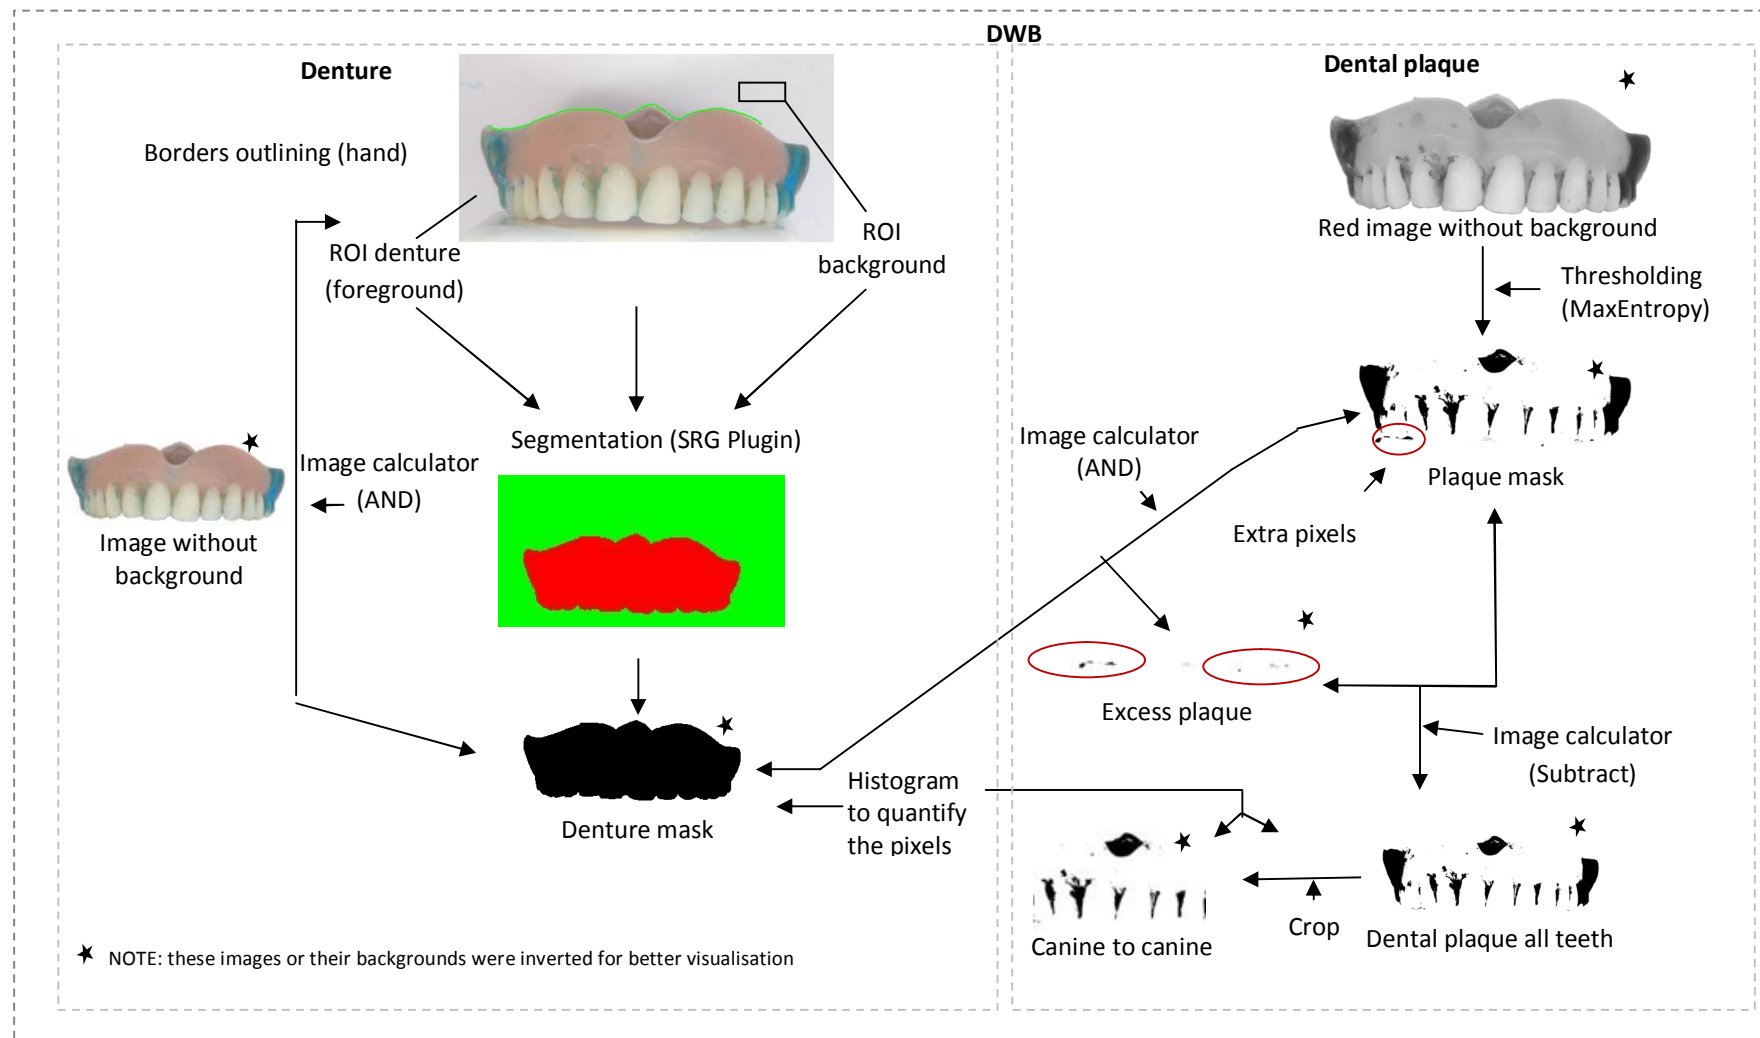 DWB
Denture
Borders outlining (hand)
ROI denture
(foreground)
ROI
background
Segmentation (SRG Plugin)
Image calculator
(AND)
Image without
background
Denture mask
Histogram
to quantify
the pixels
NOTE: these images or their backgrounds were inverted for better visualisation
Dental plaque
Red image without background
Thresholding
(MaxEntropy)
Image calculator
(AND)
Plaque mask
Extra pixels
Excess plaque
Image calculator
(Subtract)
Canine to canine
Crop
Dental plaque all teeth